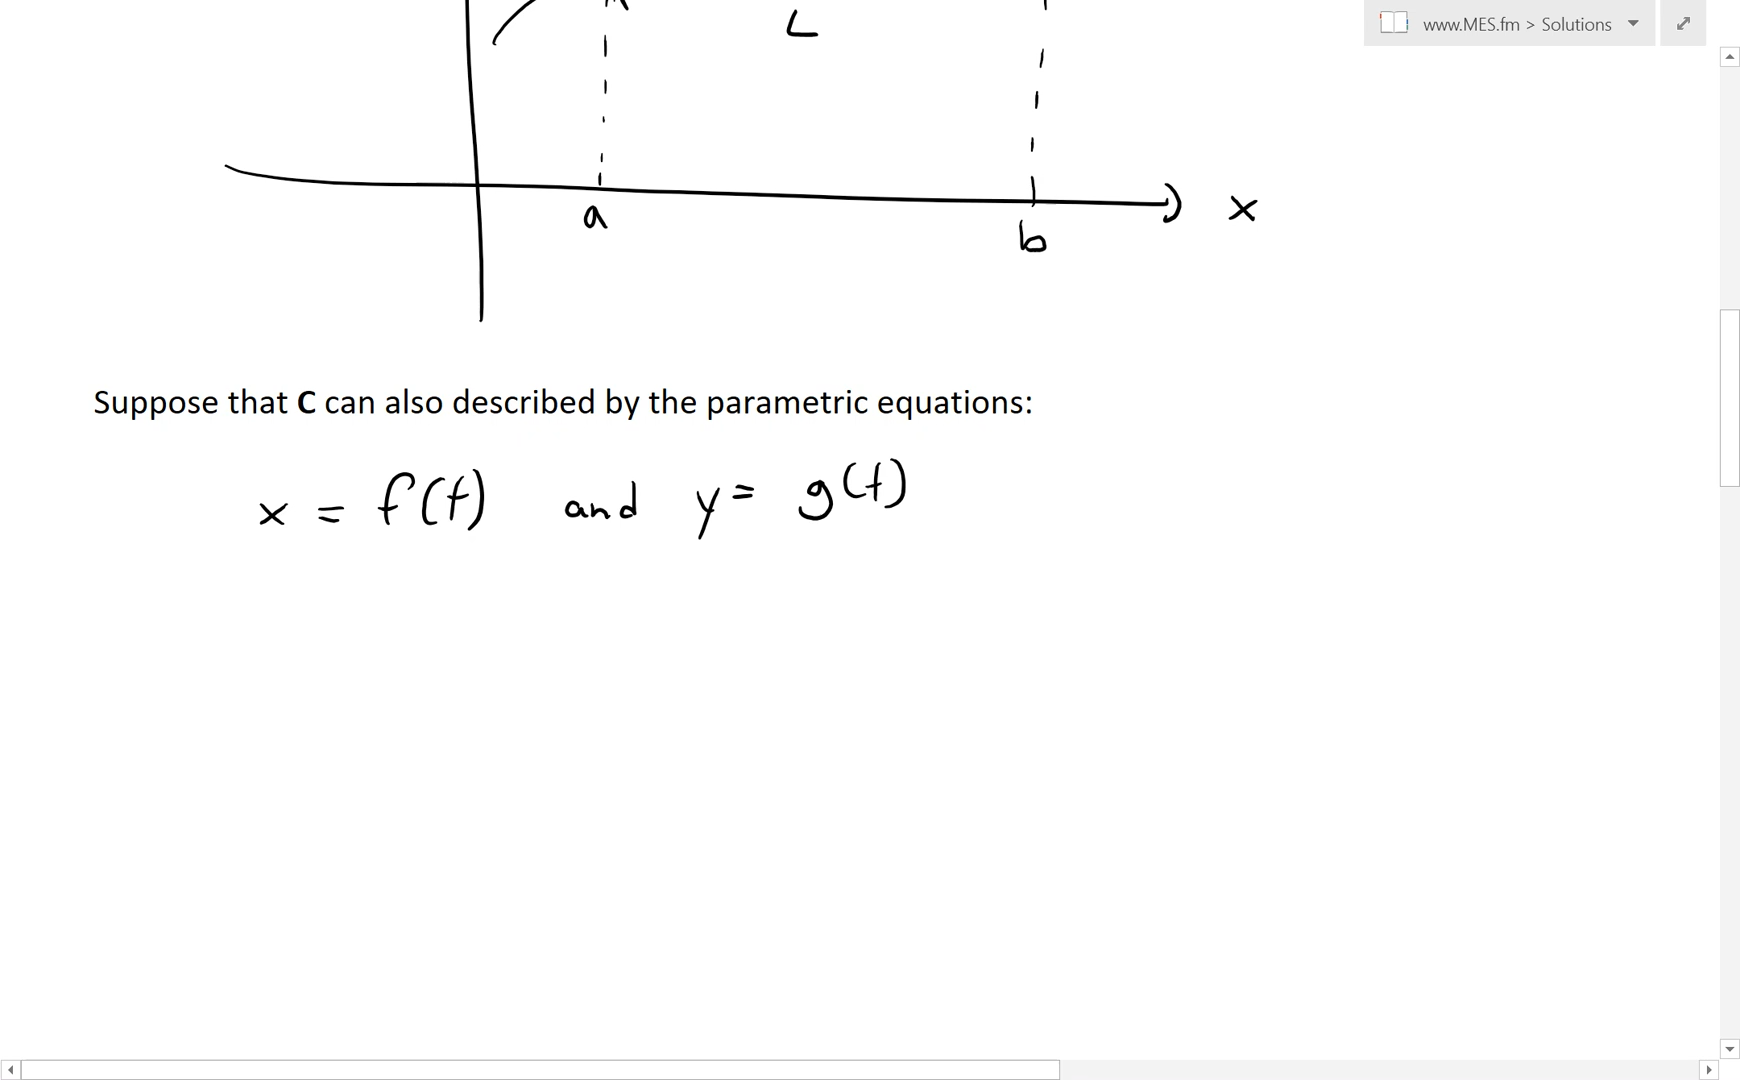 L
www.MES.fm > Solutions
a
x
b
Suppose that C can also described by the parametric equations:
x = f(t) and y = g(t)